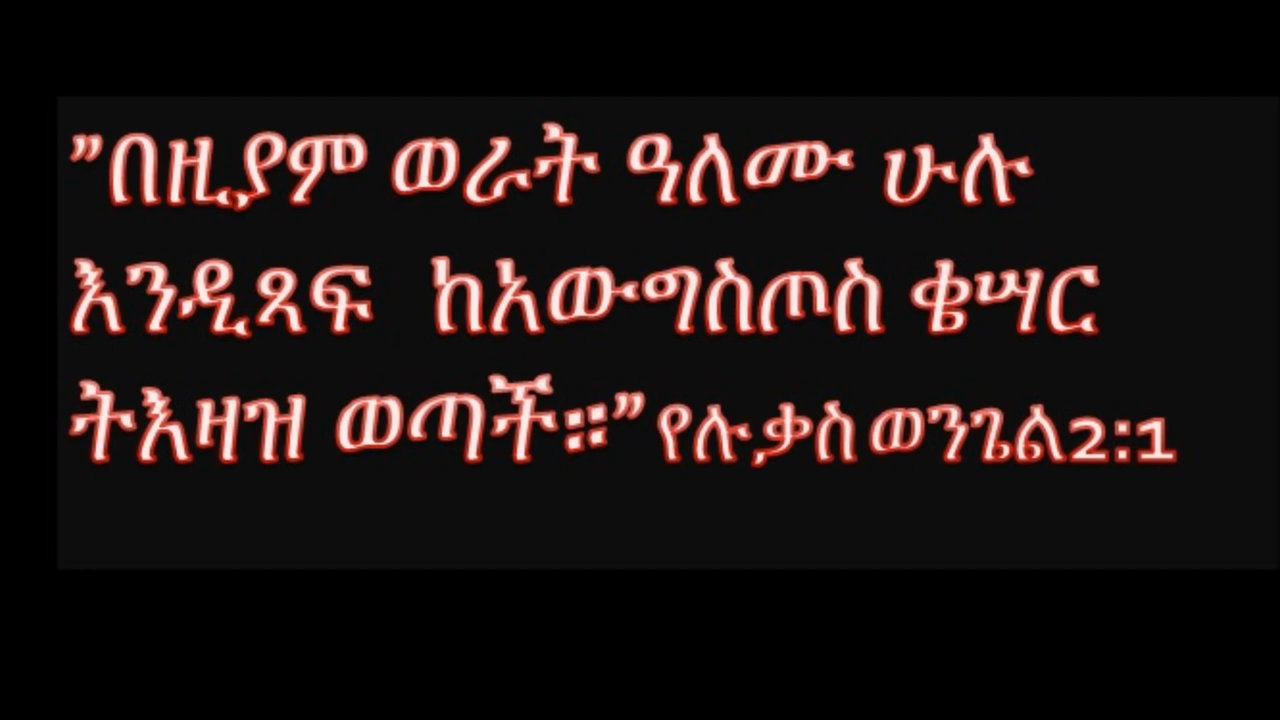 ”በዚያም ወራት ዓለሙ ሁሉ
እንዲጻፍ ከአውግስጦስ ቄሣር
ትእዛዝ ወጣች።” የሉቃስ ወንጌል2:1